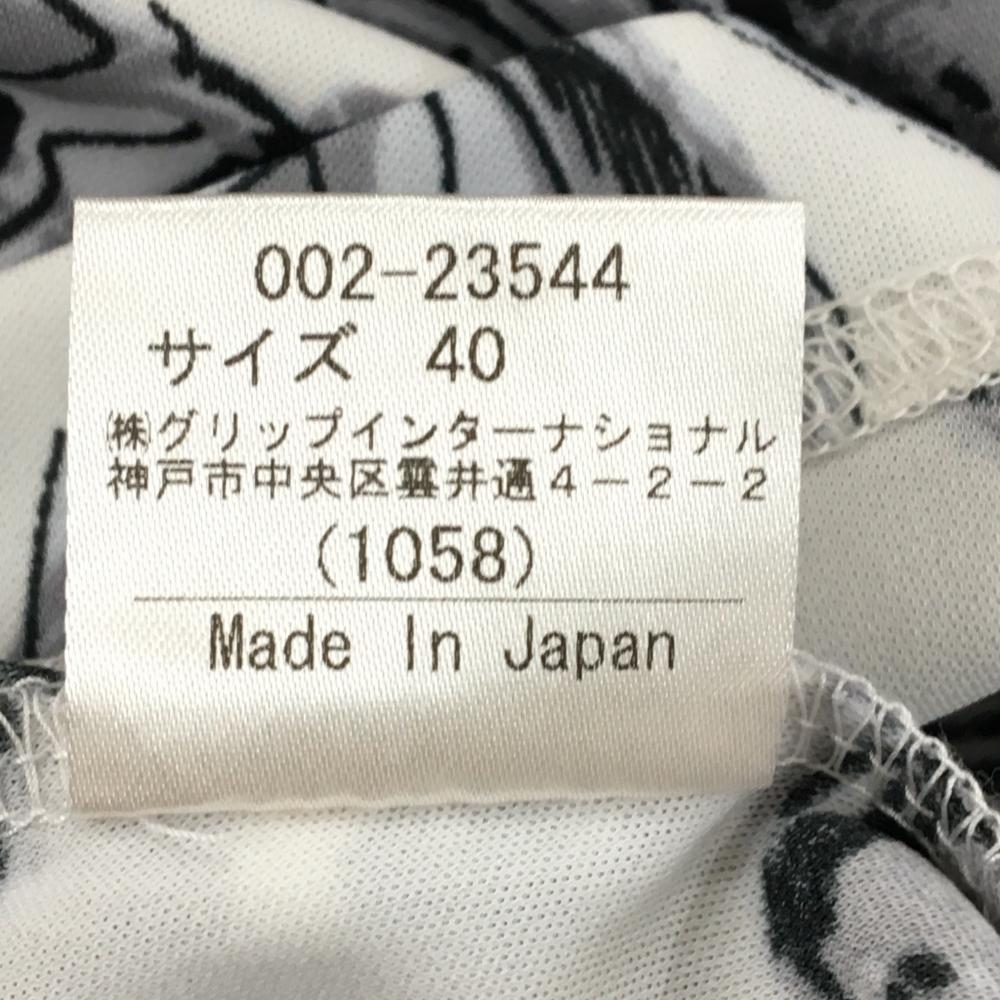 002-23544
サイズ 40
㈱グリップインターナショナル
神戸市中央区雲井通4-2-2
(1058)
Made In Japan